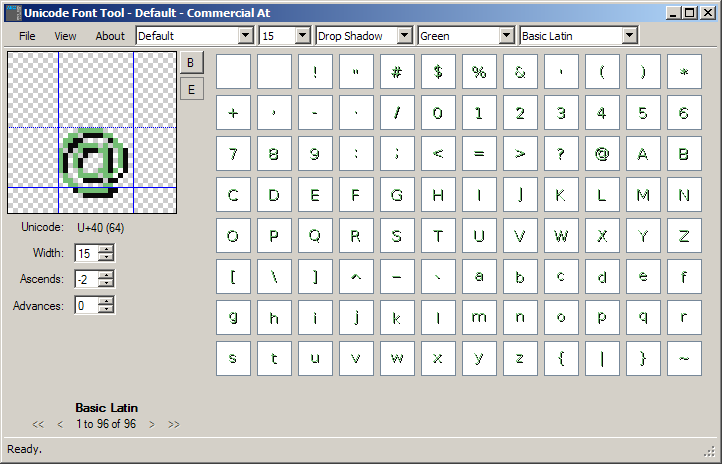 Unicode Font Tool - Default - Commercial At
File View About Default 15 Drop Shadow Green Basic Latin
B
E
! " # $ % & ' ( ) *
+ , - . / 0 1 2 3 4 5 6
7 8 9 : ; < = > ? @ A B
C D E F G H I J K L M N
O P Q R S T U V W X Y Z
[ \ ] ^ - ` a b c d e f
g h i j k l m n o p q r
s t u v w x y z { | } ~
Unicode: U+40 (64)
Width: 15
Ascends: -2
Advances: 0
Basic Latin
<< < 1 to 96 of 96 > >>
Ready.